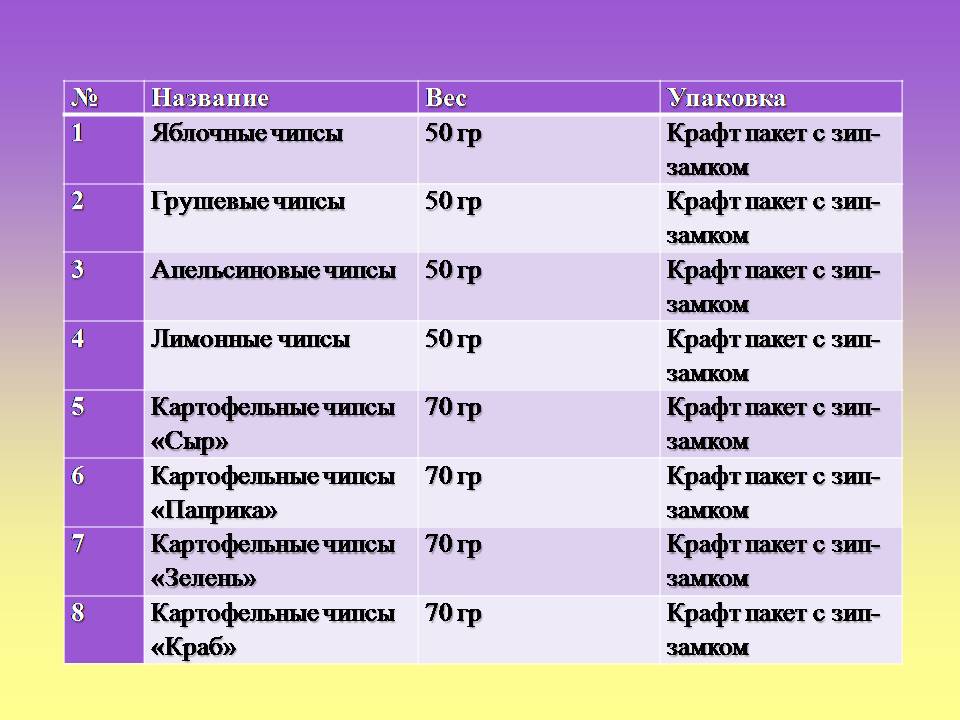 № Название Вес Упаковка
1 Яблочные чипсы 50 гр Крафт пакет с зип-
замком
2 Грушевые чипсы 50 гр Крафт пакет с зип-
замком
3 Апельсиновые чипсы 50 гр Крафт пакет с зип-
замком
4 Лимонные чипсы 50 гр Крафт пакет с зип-
замком
5 Картофельные чипсы 70 гр Крафт пакет с зип-
«Сыр» замком
6 Картофельные чипсы 70 гр Крафт пакет с зип-
«Паприка» замком
7 Картофельные чипсы 70 гр Крафт пакет с зип-
«Зелень» замком
8 Картофельные чипсы 70 гр Крафт пакет с зип-
«Краб» замком